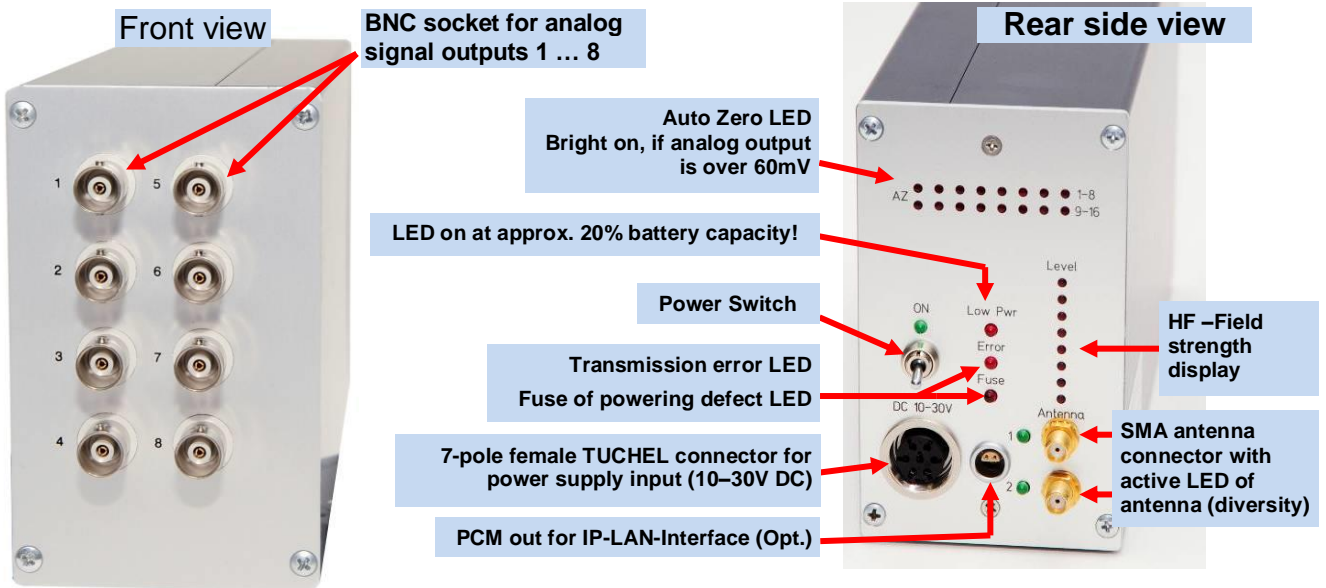 Front view
BNC socket for analog
signal outputs 1 … 8
1
5
2
6
3
7
4
8
Rear side view
Auto Zero LED
Bright on, if analog output
is over 60mV
AZ
1-8
9-16
LED on at approx. 20% battery capacity!
Level
Power Switch
ON
Low Pwr
Error
Fuse
HF –Field
strength
display
Transmission error LED
Fuse of powering defect LED
DC 10-30V
Antenna
1
2
7-pole female TUCHEL connector for
power supply input (10–30V DC)
SMA antenna
connector with
active LED of
antenna (diversity)
PCM out for IP-LAN-Interface (Opt.)